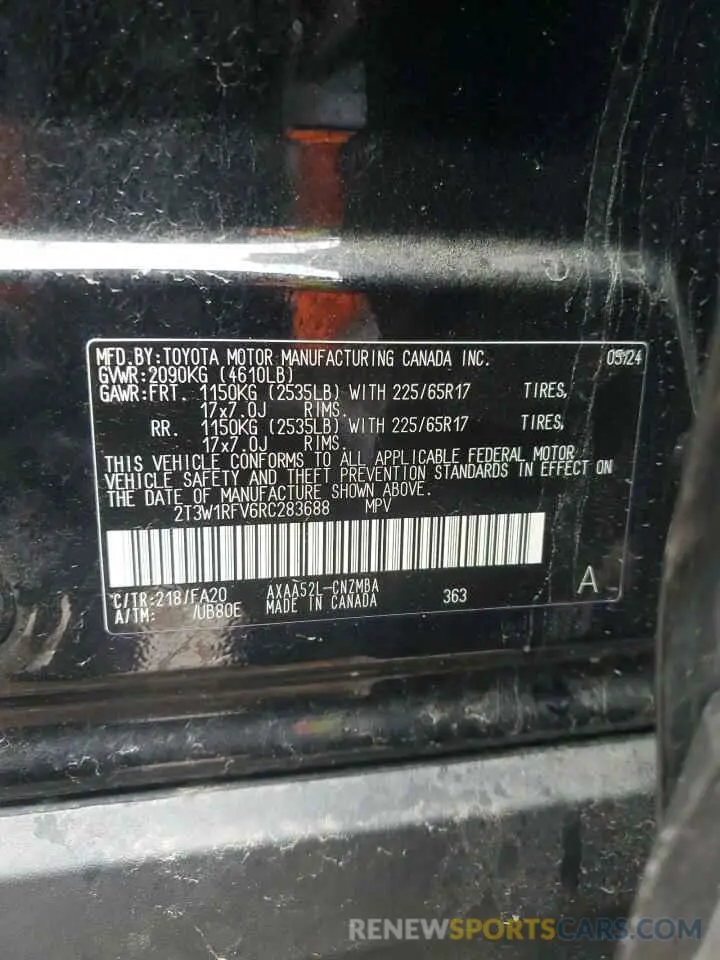 MFD.BY:TOYOTA MOTOR MANUFACTURING CANADA INC. 05124
GVWR:2090KG (4610LB)
GAWR:FRT. 1150KG (2535LB) WITH 225/65R17 TIRES,
17x7.0J RIMS.
RR. 1150KG (2535LB) WITH 225/65R17 TIRES,
17x7.0J RIMS.
THIS VEHICLE CONFORMS TO ALL APPLICABLE FEDERAL MOTOR
VEHICLE SAFETY AND THEFT PREVENTION STANDARDS IN EFFECT ON
THE DATE OF MANUFACTURE SHOWN ABOVE.
2T3W1RFV6RC283688 MPV
C/TR:218/FA20 AXAA52L-CNZMBA
A/TM: /UB80E MADE IN CANADA 363 A
RENEWSPORTSCARS.COM